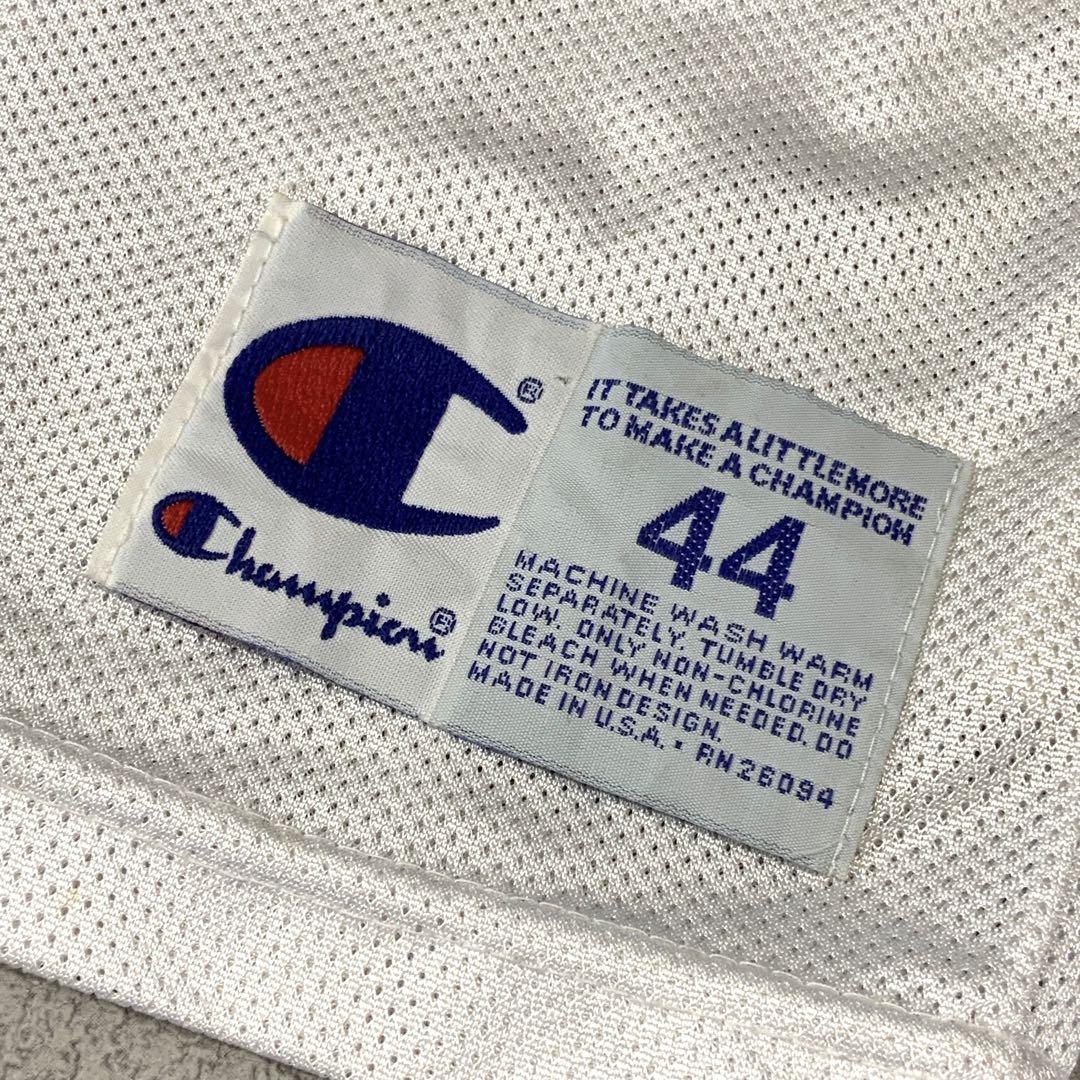 C®
Champion®
IT TAKES A LITTLE MORE
TO MAKE A CHAMPION
44
MACHINE WASH WARM
SEPARATELY, TUMBLE DRY
LOW. ONLY NON-CHLORINE
BLEACH WHEN NEEDED. DO
NOT IRON DESIGN.
MADE IN U.S.A. • RN 26094